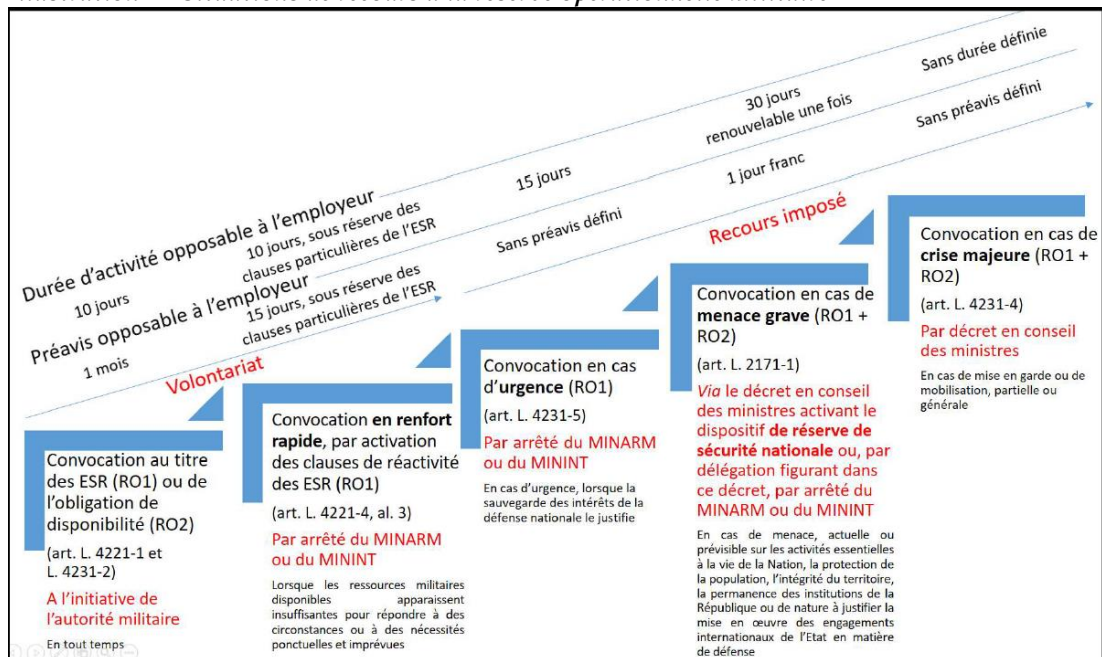 Conditions de recours à la réserve opérationnelle militaire
Durée d'activité opposable à l'employeur
10 jours
10 jours, sous réserve des
clauses particulières de l'ESR
15 jours
30 jours
renouvelable une fois
Sans durée définie
Préavis opposable à l'employeur
1 mois
15 jours, sous réserve des
clauses particulières de l'ESR
Sans préavis défini
1 jour franc
Sans préavis défini
Volontariat
Recours imposé
Convocation au titre
des ESR (RO1) ou de
l'obligation de
disponibilité (RO2)
(art. L. 4221-1 et
L. 4231-2)
A l'initiative de
l'autorité militaire
En tout temps
Convocation en renfort
rapide, par activation
des clauses de réactivité
des ESR (RO1)
(art. L. 4221-4, al. 3)
Par arrêté du MINARM
ou du MININT
Lorsque les ressources militaires
disponibles apparaissent
insuffisantes pour répondre à des
circonstances ou à des nécessités
ponctuelles et imprévues
Convocation en cas
d'urgence (RO1)
(art. L. 4231-5)
Par arrêté du MINARM
ou du MININT
En cas d'urgence, lorsque la
sauvegarde des intérêts de la
défense nationale le justifie
Convocation en cas de
menace grave (RO1 +
RO2)
(art. L. 2171-1)
Via le décret en conseil
des ministres activant le
dispositif de réserve de
sécurité nationale ou, par
délégation figurant dans
ce décret, par arrêté du
MINARM ou du MININT
En cas de menace, actuelle ou
prévisible sur les activités essentielles
à la vie de la Nation, la protection de
la population, l'intégrité du territoire,
la permanence des institutions de la
République ou de nature à justifier la
mise en œuvre des engagements
internationaux de l'Etat en matière
de défense
Convocation en cas de
crise majeure (RO1 +
RO2)
(art. L. 4231-4)
Par décret en conseil
des ministres
En cas de mise en garde ou de
mobilisation, partielle ou
générale